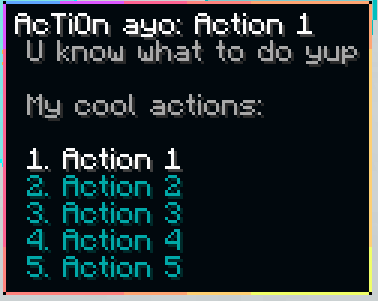 AcTiOn ayo: Action 1
U know what to do yup
My cool actions:
1. Action 1
2. Action 2
3. Action 3
4. Action 4
5. Action 5